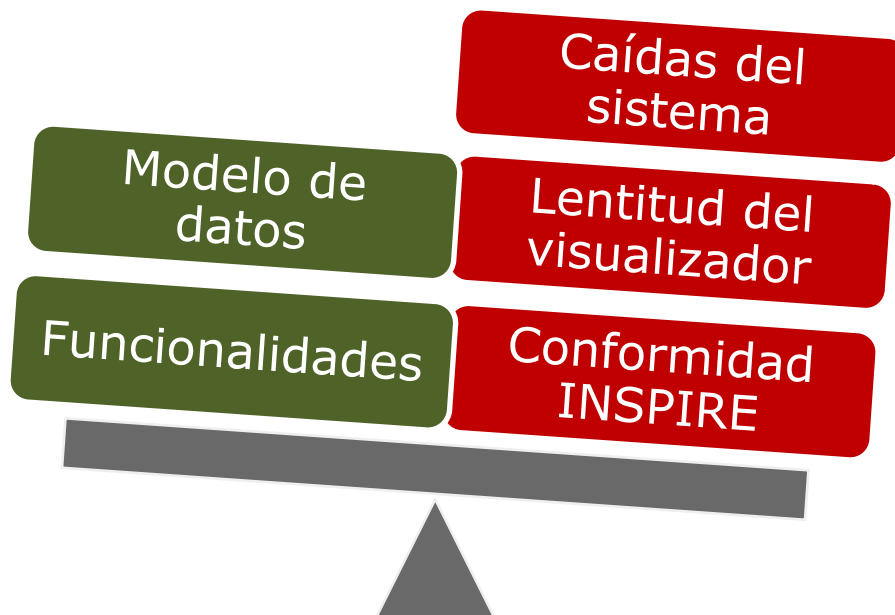 Modelo de
datos
Funcionalidades
Caídas del
sistema
Lentitud del
visualizador
Conformidad
INSPIRE